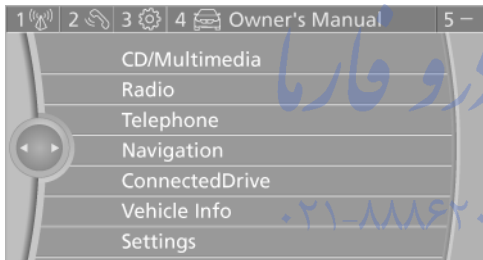 1 2 3 4 Owner's Manual 5 –
CD/Multimedia
Radio
Telephone
Navigation
ConnectedDrive
Vehicle Info
Settings